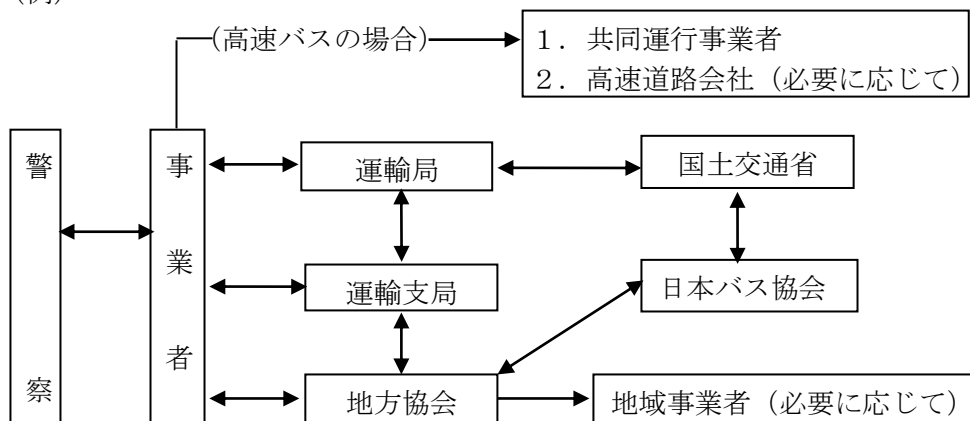 (例)
(高速バスの場合)
１．共同運行事業者
２．高速道路会社（必要に応じて）
警察
事業者
運輸局
国土交通省
運輸支局
日本バス協会
地方協会
地域事業者（必要に応じて）